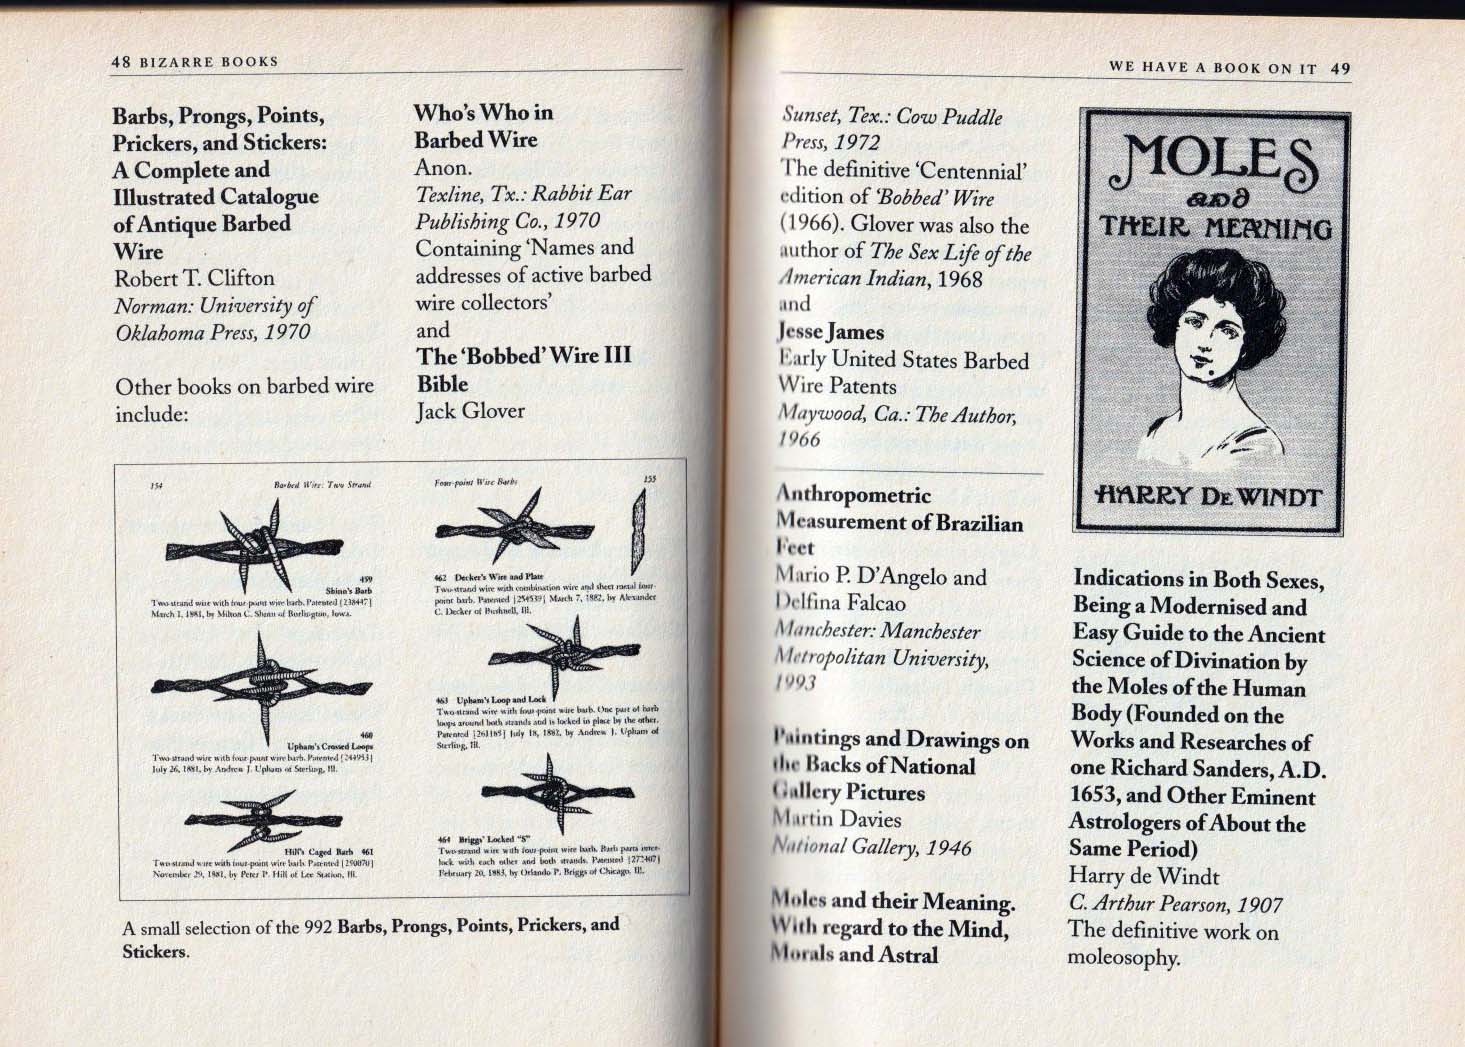 48 BIZARRE BOOKS
Barbs, Prongs, Points,
Prickers, and Stickers:
A Complete and
Illustrated Catalogue
of Antique Barbed
Wire
Robert T. Clifton
Norman: University of
Oklahoma Press, 1970
Other books on barbed wire
include:
Who's Who in
Barbed Wire
Anon.
Texline, Tx.: Rabbit Ear
Publishing Co., 1970
Containing 'Names and
addresses of active barbed
wire collectors'
and
The 'Bobbed' Wire III
Bible
Jack Glover
154
Barbed Wire: Two Strand
459
Shinn's Barb
Two-strand wire with four-point wire barb. Patented [238447]
March 1, 1881, by Milton C. Shinn of Burlington, Iowa.
460
Upham's Crossed Loops
Two-strand wire with four-point wire barb. Patented [244953]
July 26, 1881, by Andrew J. Upham of Sterling, Ill.
Hill's Caged Barb 461
Two-strand wire with four-point wire barb. Patented [250070]
November 29, 1881, by Peter P. Hill of Lee Station, Ill.
Four-point Wire Barbs
155
462 Decker's Wire and Plate
Two-strand wire with combination wire and sheet metal four-
point barb. Patented [254539] March 7, 1882, by Alexander
C. Decker of Bushnell, Ill.
463 Upham's Loop and Lock
Two-strand wire with four-point wire barb. One part of barb
loops around both strands and is locked in place by the other.
Patented [261185] July 18, 1882, by Andrew J. Upham of
Sterling, Ill.
464 Briggs' Locked "S"
Two-strand wire with four-point wire barb. Barb parts inter-
lock with each other and both strands. Patented [272407]
February 20, 1883, by Orlando P. Briggs of Chicago, Ill.
A small selection of the 992 Barbs, Prongs, Points, Prickers, and
Stickers.
WE HAVE A BOOK ON IT 49
Sunset, Tex.: Cow Puddle
Press, 1972
The definitive 'Centennial'
edition of 'Bobbed' Wire
(1966). Glover was also the
author of The Sex Life of the
American Indian, 1968
and
Jesse James
Early United States Barbed
Wire Patents
Maywood, Ca.: The Author,
1966
Anthropometric
Measurement of Brazilian
Feet
Mario P. D'Angelo and
Delfina Falcao
Manchester: Manchester
Metropolitan University,
1993
Paintings and Drawings on
the Backs of National
Gallery Pictures
Martin Davies
National Gallery, 1946
Moles and their Meaning.
With regard to the Mind,
Morals and Astral
MOLES
and
THEIR MEANING
HARRY DE WINDT
Indications in Both Sexes,
Being a Modernised and
Easy Guide to the Ancient
Science of Divination by
the Moles of the Human
Body (Founded on the
Works and Researches of
one Richard Sanders, A.D.
1653, and Other Eminent
Astrologers of About the
Same Period)
Harry de Windt
C. Arthur Pearson, 1907
The definitive work on
moleosophy.